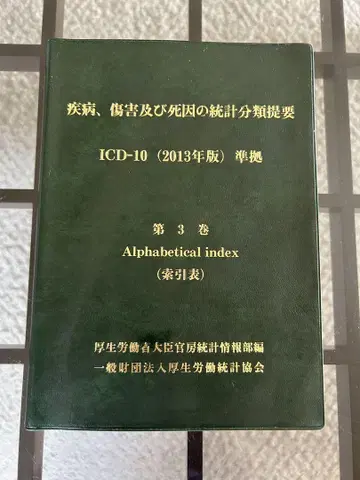 疾病、傷害及び死因の統計分類提要
ICD-10（2013年版）準拠
第 3 巻
Alphabetical index
（索引表）
厚生労働省大臣官房統計情報部編
一般財団法人厚生労働統計協会